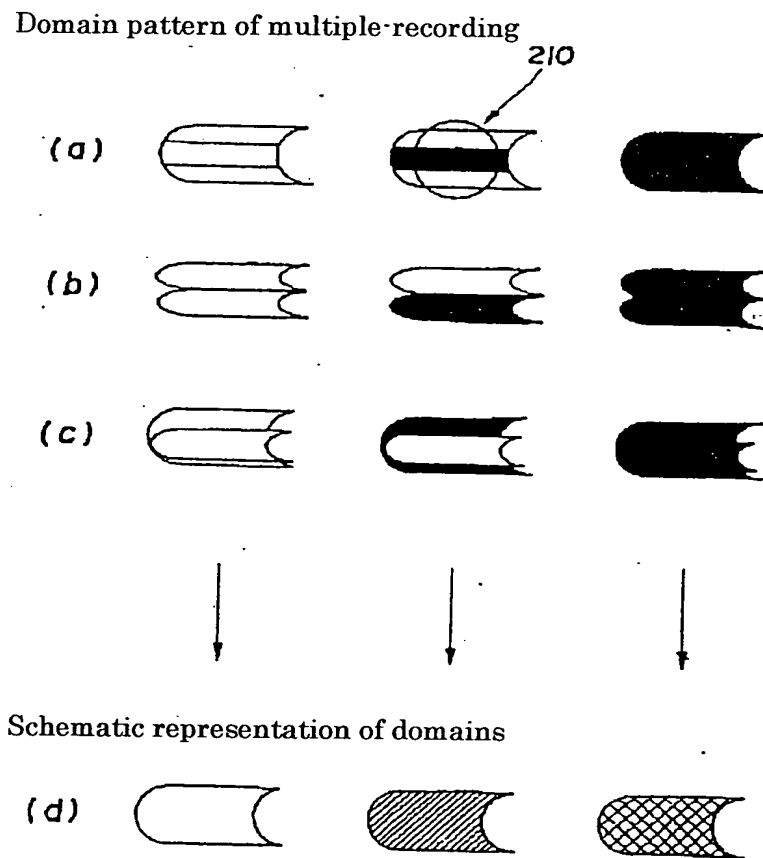 Domain pattern of multiple-recording
210
(a)
(b)
(c)
Schematic representation of domains
(d)